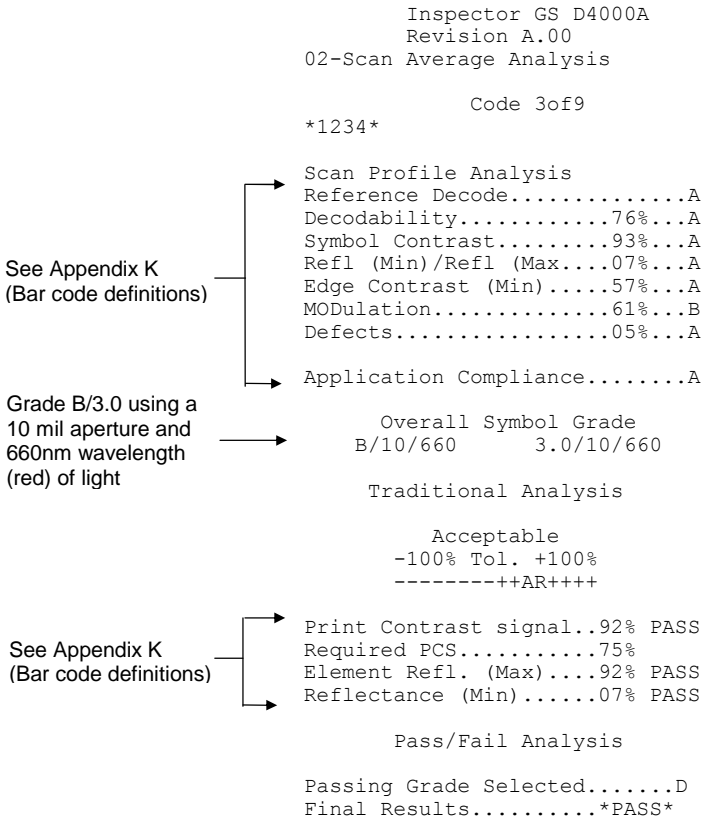 Inspector GS D4000A
Revision A.00
02-Scan Average Analysis
Code 3of9
*1234*
Scan Profile Analysis
Reference Decode..............A
Decodability............76%...A
Symbol Contrast.........93%...A
Refl (Min)/Refl (Max....07%...A
Edge Contrast (Min).....57%...A
MODulation..............61%...B
Defects.................05%...A
See Appendix K
(Bar code definitions)
Application Compliance........A
Grade B/3.0 using a
10 mil aperture and
660nm wavelength
(red) of light
Overall Symbol Grade
B/10/660 3.0/10/660
Traditional Analysis
Acceptable
-100% Tol. +100%
--------++AR++++
Print Contrast signal..92% PASS
Required PCS...........75%
Element Refl. (Max)....92% PASS
Reflectance (Min)......07% PASS
See Appendix K
(Bar code definitions)
Pass/Fail Analysis
Passing Grade Selected.......D
Final Results..........*PASS*